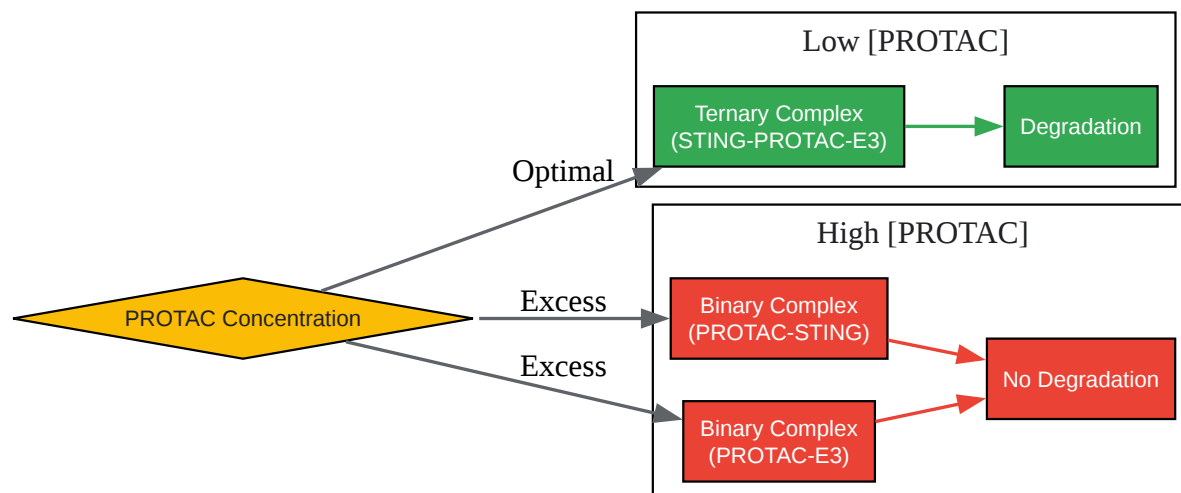 Low [PROTAC]
Ternary Complex
(STING-PROTAC-E3)
Degradation
Optimal
High [PROTAC]
PROTAC Concentration
Excess
Binary Complex
(PROTAC-STING)
Excess
No Degradation
Binary Complex
(PROTAC-E3)